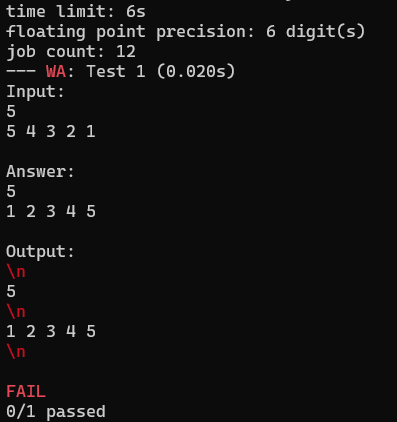 time limit: 6s
floating point precision: 6 digit(s)
job count: 12
--- WA: Test 1 (0.020s)
Input:
5
5 4 3 2 1
Answer:
5
1 2 3 4 5
Output:
\n
5
\n
1 2 3 4 5
\n
FAIL
0/1 passed